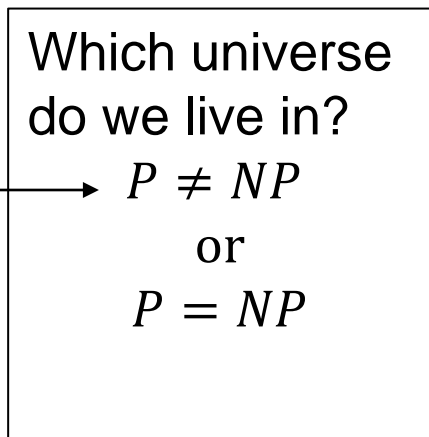 Which universe
do we live in?
P ≠ NP
or
P = NP